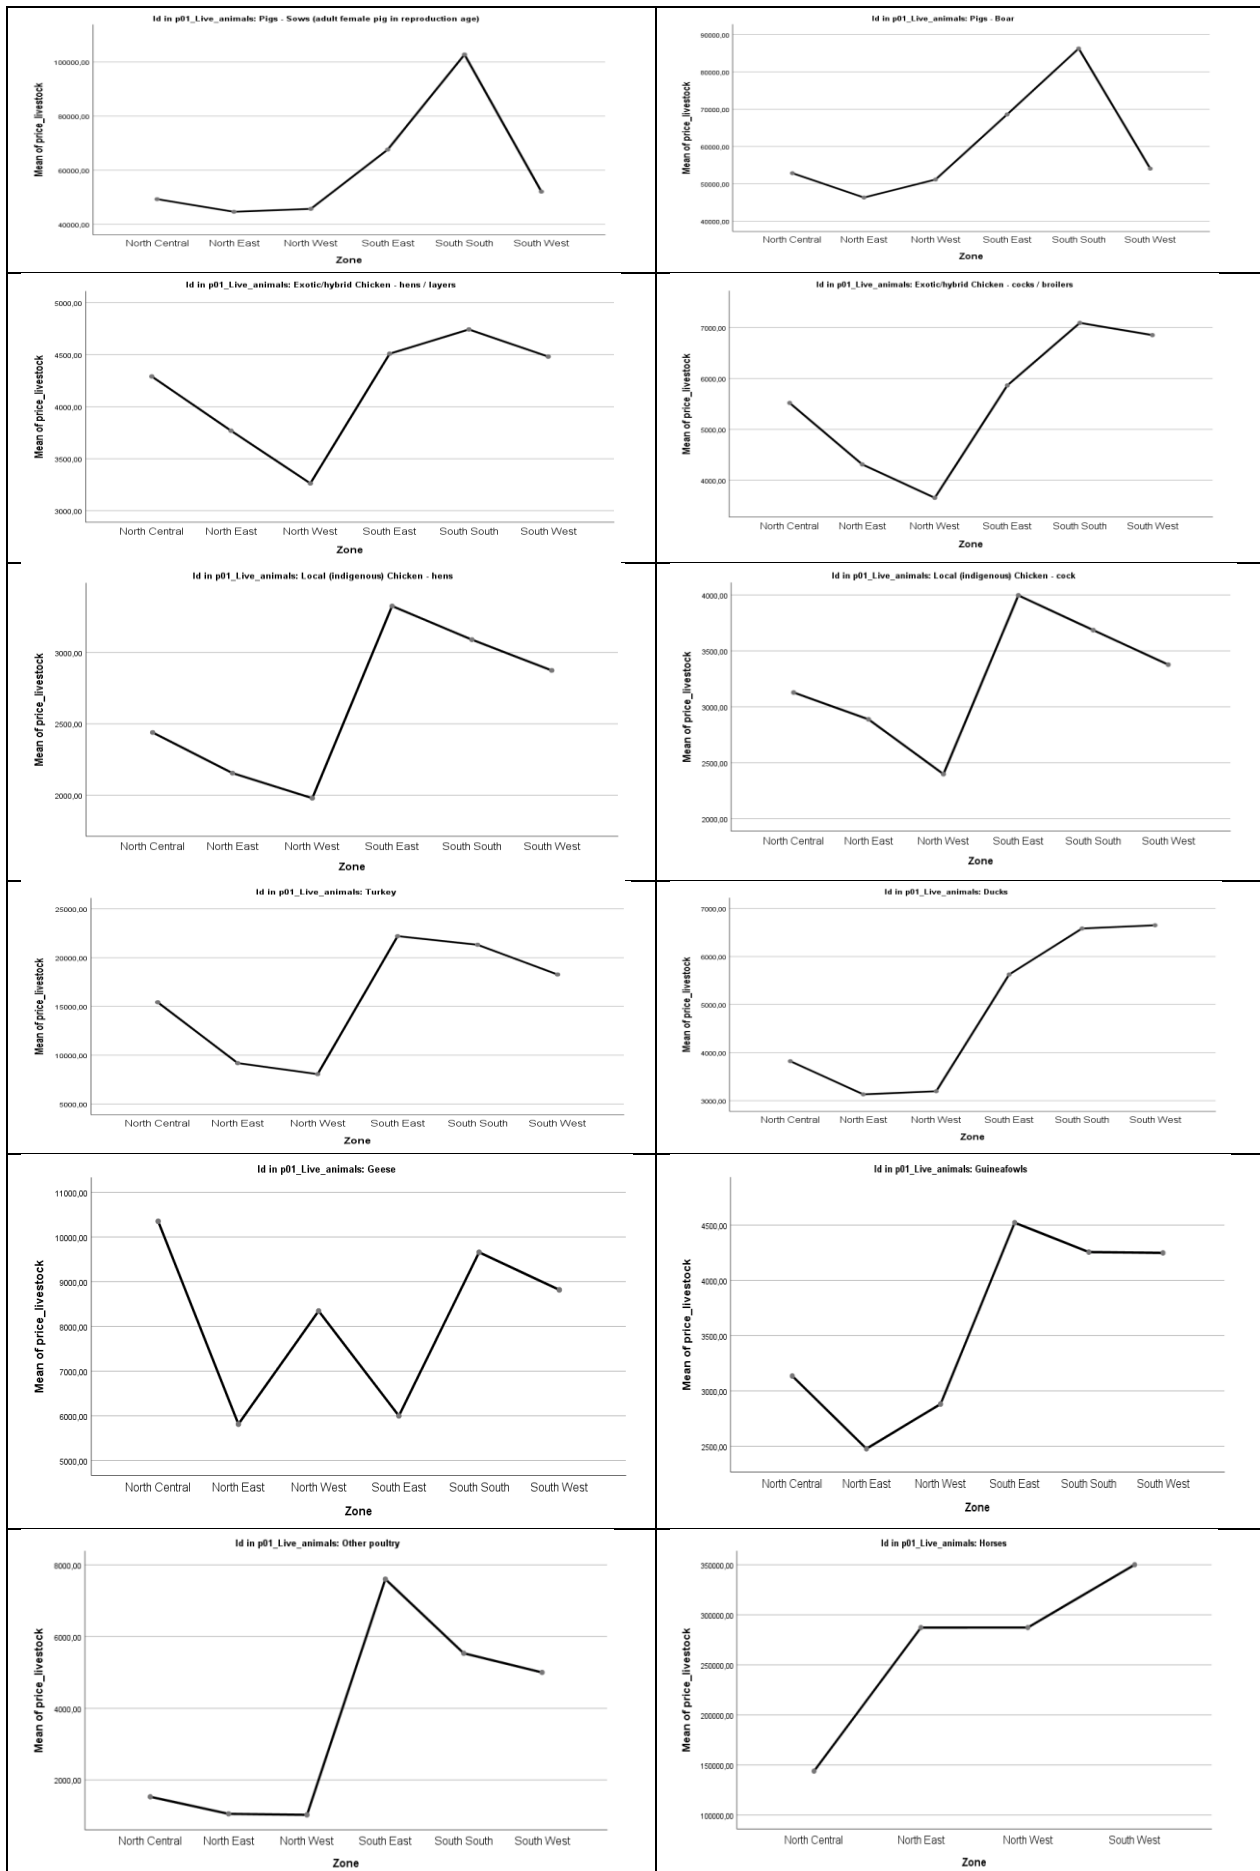 Id in p01_Live_animals: Pigs - Sows (adult female pig in reproduction age)
Mean of price_livestock
100000,00
80000,00
60000,00
40000,00
North Central North East North West South East South South South West
Zone
Id in p01_Live_animals: Pigs - Boar
Mean of price_livestock
90000,00
80000,00
70000,00
60000,00
50000,00
40000,00
North Central North East North West South East South South South West
Zone
Id in p01_Live_animals: Exotic/hybrid Chicken - hens / layers
Mean of price_livestock
5000,00
4500,00
4000,00
3500,00
3000,00
North Central North East North West South East South South South West
Zone
Id in p01_Live_animals: Exotic/hybrid Chicken - cocks / broilers
Mean of price_livestock
7000,00
6000,00
5000,00
4000,00
North Central North East North West South East South South South West
Zone
Id in p01_Live_animals: Local (indigenous) Chicken - hens
Mean of price_livestock
3000,00
2500,00
2000,00
North Central North East North West South East South South South West
Zone
Id in p01_Live_animals: Local (indigenous) Chicken - cock
Mean of price_livestock
4000,00
3500,00
3000,00
2500,00
2000,00
North Central North East North West South East South South South West
Zone
Id in p01_Live_animals: Turkey
Mean of price_livestock
25000,00
20000,00
15000,00
10000,00
5000,00
North Central North East North West South East South South South West
Zone
Id in p01_Live_animals: Ducks
Mean of price_livestock
7000,00
6000,00
5000,00
4000,00
3000,00
North Central North East North West South East South South South West
Zone
Id in p01_Live_animals: Geese
Mean of price_livestock
11000,00
10000,00
9000,00
8000,00
7000,00
6000,00
5000,00
North Central North East North West South East South South South West
Zone
Id in p01_Live_animals: Guineafowls
Mean of price_livestock
4500,00
4000,00
3500,00
3000,00
2500,00
North Central North East North West South East South South South West
Zone
Id in p01_Live_animals: Other poultry
Mean of price_livestock
8000,00
6000,00
4000,00
2000,00
North Central North East North West South East South South South West
Zone
Id in p01_Live_animals: Horses
Mean of price_livestock
350000,00
300000,00
250000,00
200000,00
150000,00
100000,00
North Central North East North West South West
Zone